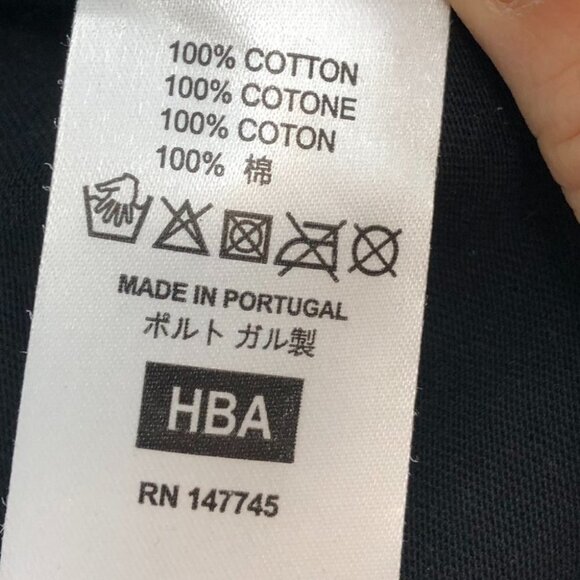 100% COTTON
100% COTONE
100% COTON
100% 棉
MADE IN PORTUGAL
ポルト ガル製
HBA
RN 147745